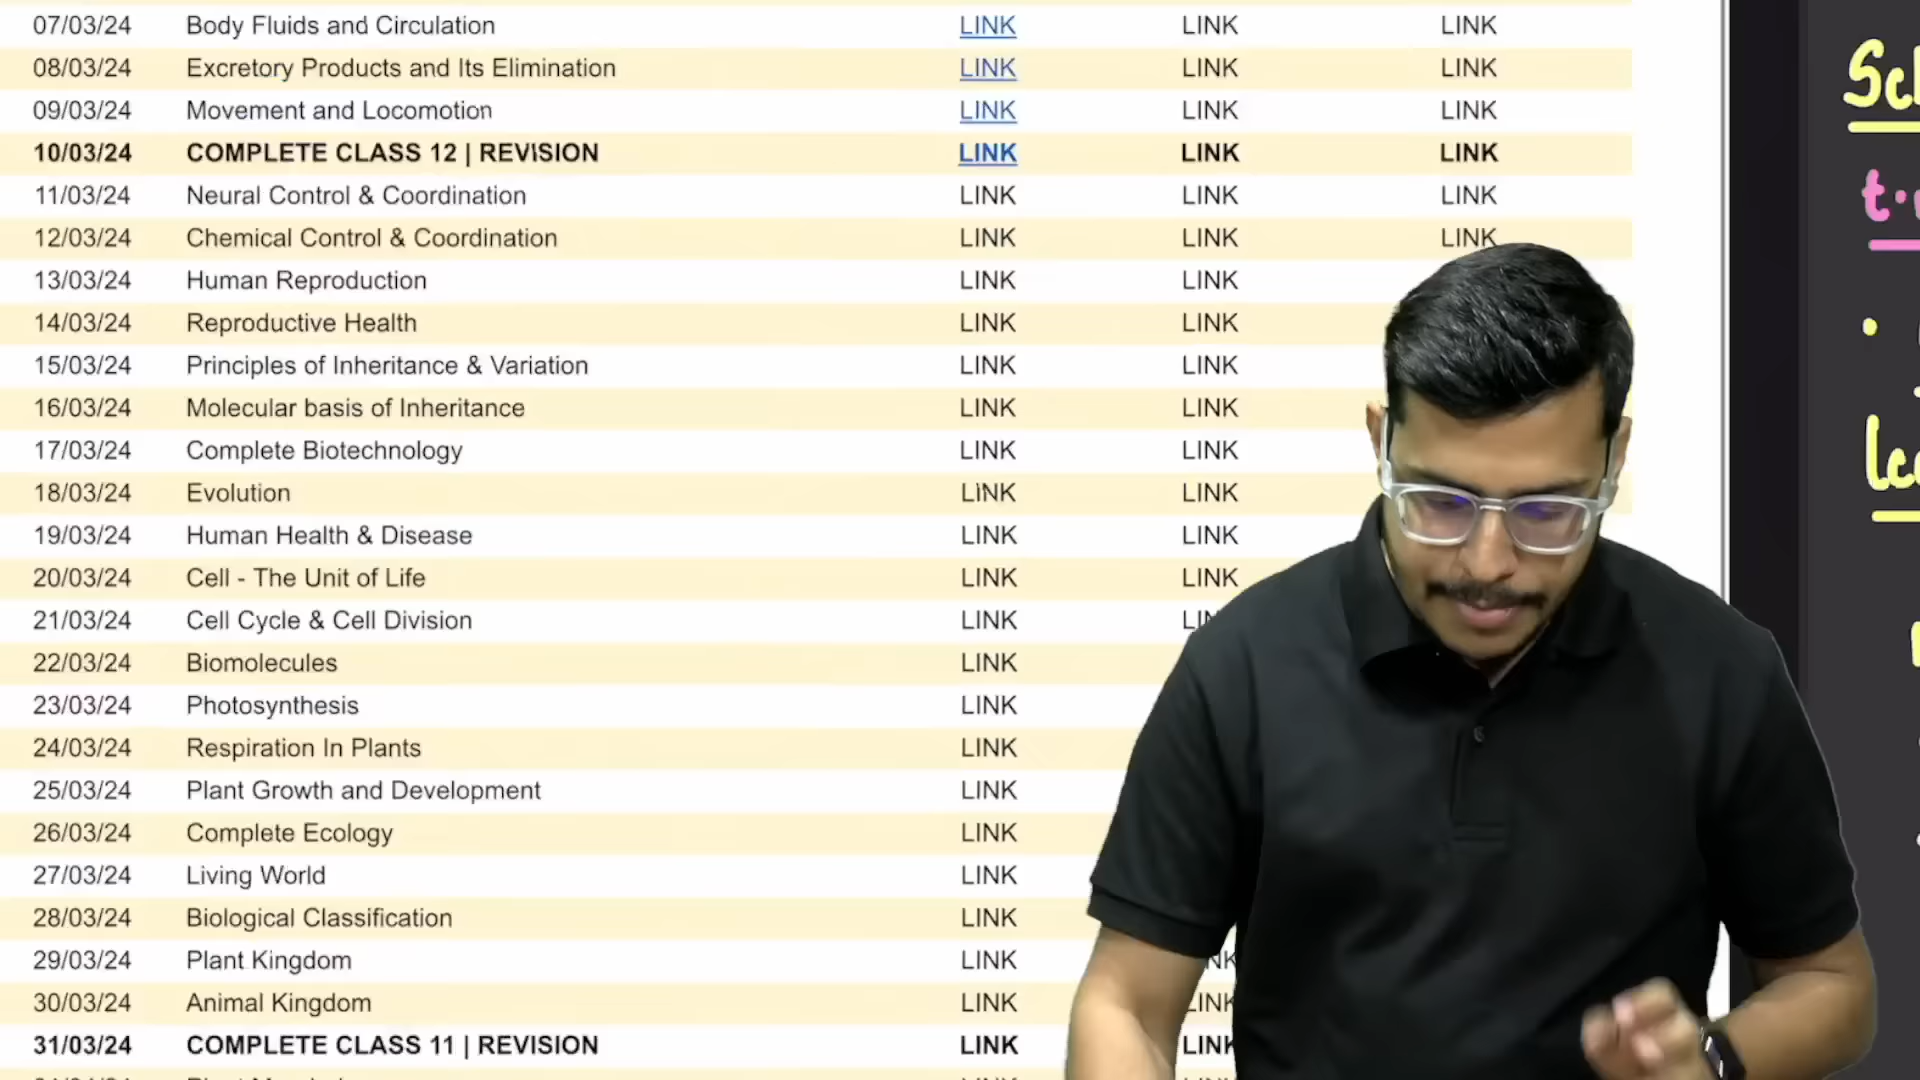 07/03/24 Body Fluids and Circulation LINK LINK LINK
08/03/24 Excretory Products and Its Elimination LINK LINK LINK
09/03/24 Movement and Locomotion LINK LINK LINK
10/03/24 COMPLETE CLASS 12 | REVISION LINK LINK LINK
11/03/24 Neural Control & Coordination LINK LINK LINK
12/03/24 Chemical Control & Coordination LINK LINK LINK
13/03/24 Human Reproduction LINK LINK
14/03/24 Reproductive Health LINK LINK
15/03/24 Principles of Inheritance & Variation LINK LINK
16/03/24 Molecular basis of Inheritance LINK LINK
17/03/24 Complete Biotechnology LINK LINK
18/03/24 Evolution LINK LINK
19/03/24 Human Health & Disease LINK LINK
20/03/24 Cell - The Unit of Life LINK LINK
21/03/24 Cell Cycle & Cell Division LINK
22/03/24 Biomolecules LINK
23/03/24 Photosynthesis LINK
24/03/24 Respiration In Plants LINK
25/03/24 Plant Growth and Development LINK
26/03/24 Complete Ecology LINK
27/03/24 Living World LINK
28/03/24 Biological Classification LINK
29/03/24 Plant Kingdom LINK
30/03/24 Animal Kingdom LINK LINK
31/03/24 COMPLETE CLASS 11 | REVISION LINK LINK